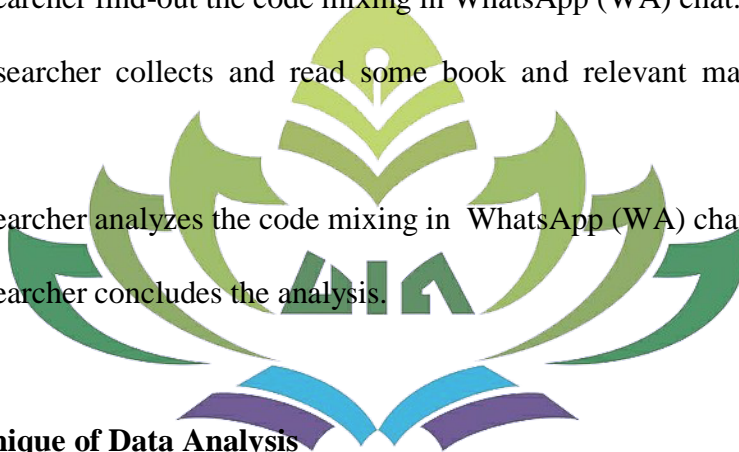 earcher find-out the code mixing in WhatsApp (WA) chat.
searcher collects and read some book and relevant ma
earcher analyzes the code mixing in WhatsApp (WA) cha
earcher concludes the analysis.
UIN
nique of Data Analysis